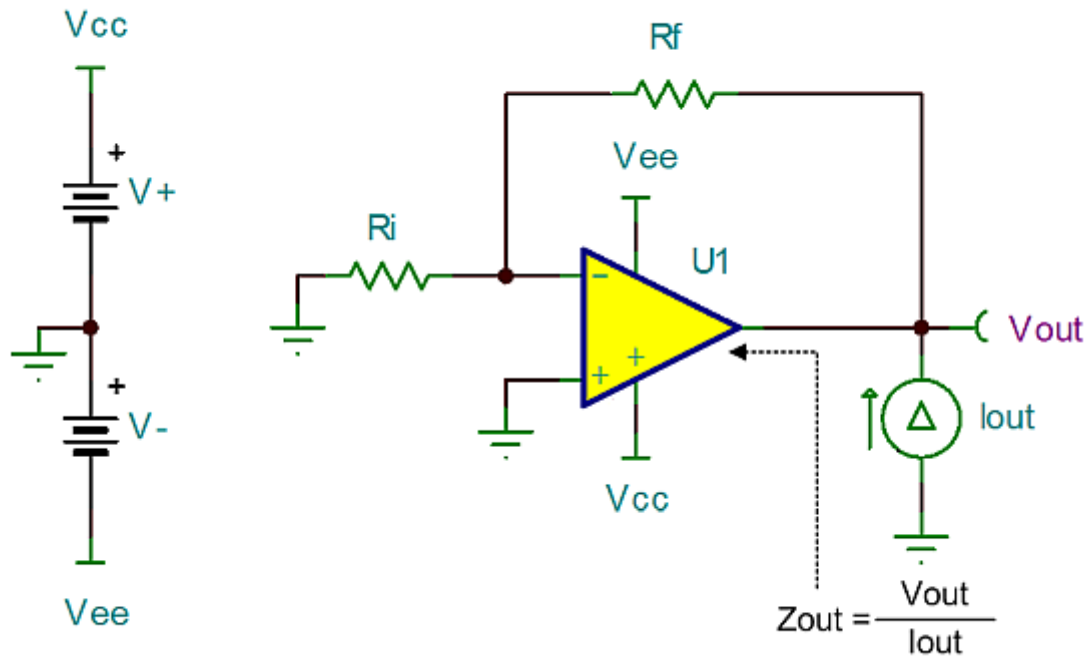 Vcc
+
V+
+
V-
Vee
Rf
Vee
Ri
U1
-
+
+
Vcc
Vout
Iout
Zout = Vout
Iout